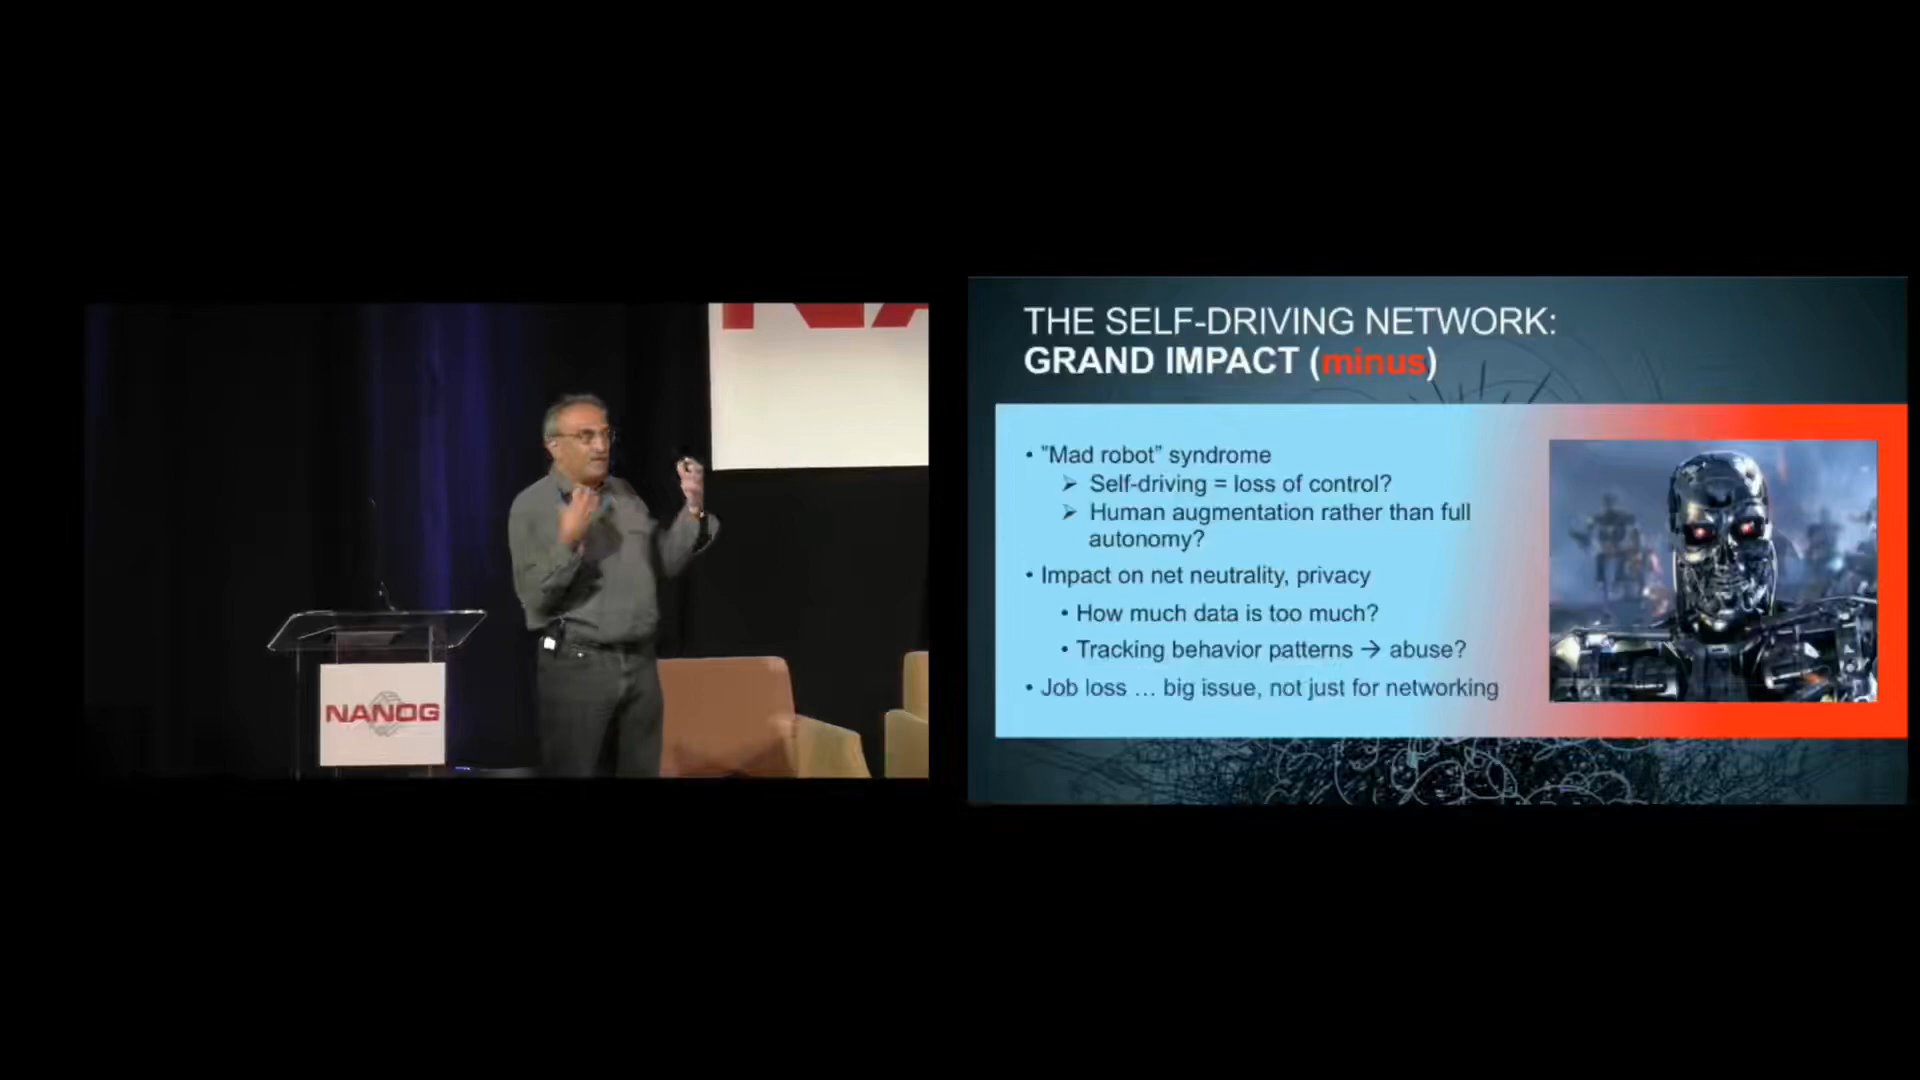 NA
NANOG
THE SELF-DRIVING NETWORK:
GRAND IMPACT (minus)
• "Mad robot” syndrome
➢ Self-driving = loss of control?
➢ Human augmentation rather than full
autonomy?
• Impact on net neutrality, privacy
• How much data is too much?
• Tracking behavior patterns → abuse?
• Job loss … big issue, not just for networking